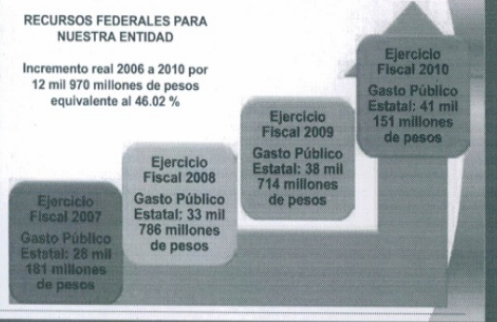 RECURSOS FEDERALES PARA
NUESTRA ENTIDAD
Incremento real 2006 a 2010 por
12 mil 970 millones de pesos
equivalente al 46.02 %
Ejercicio
Fiscal 2007
Gasto Público
Estatal: 28 mil
181 millones
de pesos
Ejercicio
Fiscal 2008
Gasto Público
Estatal: 33 mil
786 millones
de pesos
Ejercicio
Fiscal 2009
Gasto Público
Estatal: 38 mil
714 millones
de pesos
Ejercicio
Fiscal 2010
Gasto Público
Estatal: 41 mil
151 millones
de pesos